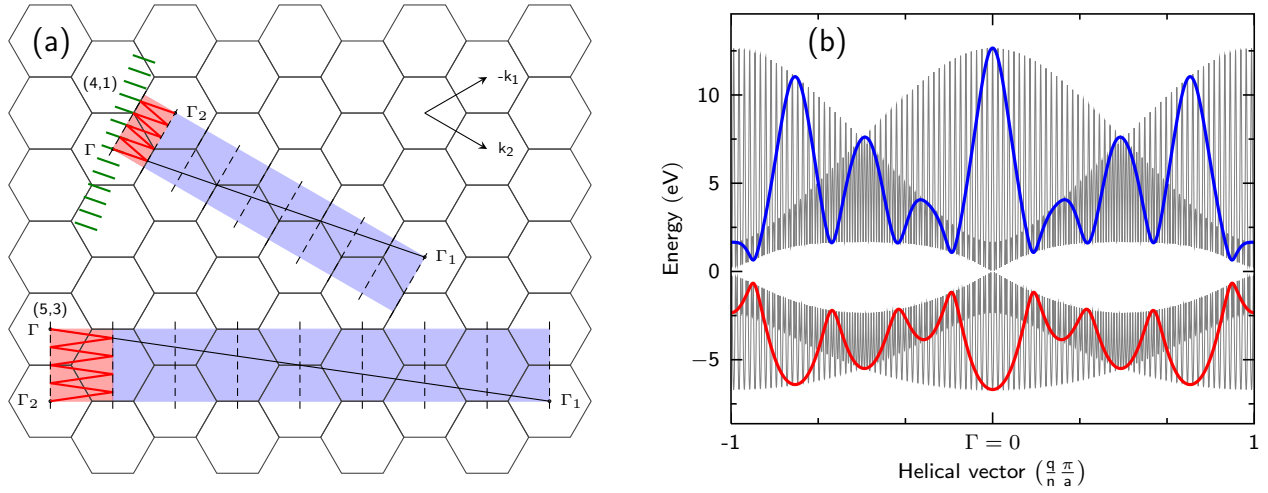 (a)
(4,1)
-k₁
Γ₂
Γ
k₂
Γ₁
(5,3)
Γ
Γ₂
Γ₁
(b)
Energy (eV)
10
5
0
−5
-1
Γ = 0
1
Helical vector (q/n π/a)